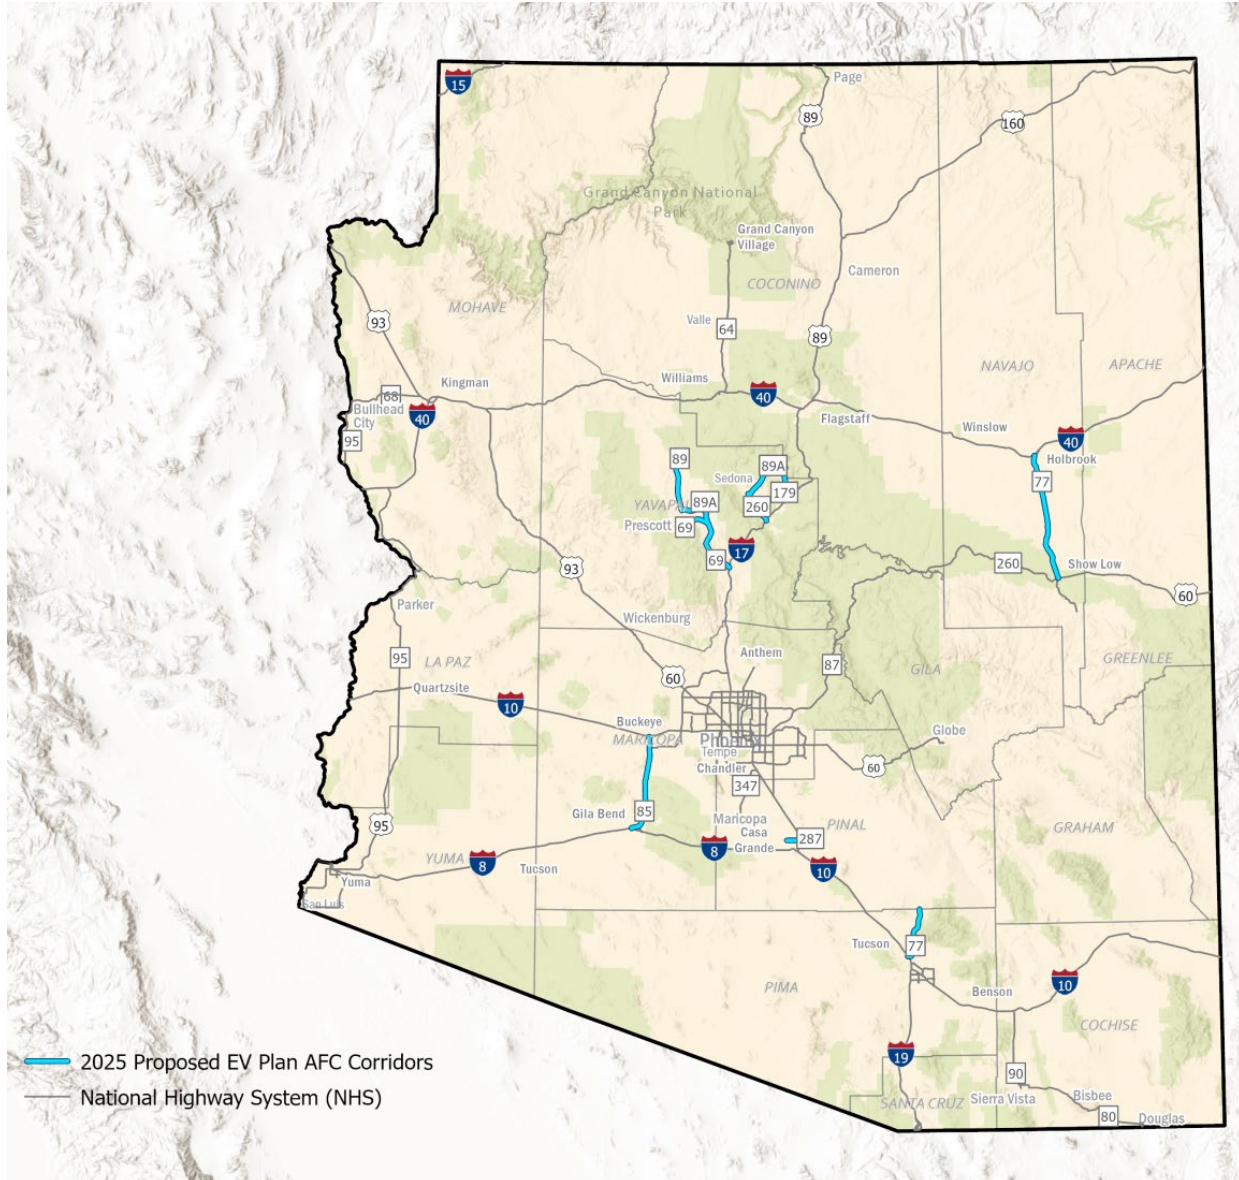 15
Page
89
160
Grand Canyon National
Park
Grand Canyon
Village
Cameron
COCONINO
MOHAVE
93
Valle
64
89
NAVAJO
APACHE
Kingman
Williams
68
40
Bullhead
City
40
Flagstaff
Winslow
95
40
Holbrook
89
Sedona
89A
77
179
YAVAPAI
89A
260
Prescott
69
17
69
93
260
Show Low
60
Parker
Wickenburg
Anthem
95
LA PAZ
87
GILA
GREENLEE
60
Quartzsite
10
Buckeye
MARICOPA
Phoenix
Tempe
Globe
Chandler
60
347
85
Gila Bend
95
Maricopa
PINAL
Casa
Grande
287
GRAHAM
8
YUMA
8
Tucson
10
Yuma
San Luis
Tucson
77
PIMA
Benson
10
COCHISE
19
2025 Proposed EV Plan AFC Corridors
90
National Highway System (NHS)
SANTA CRUZ
Sierra Vista
Bisbee
80
Douglas